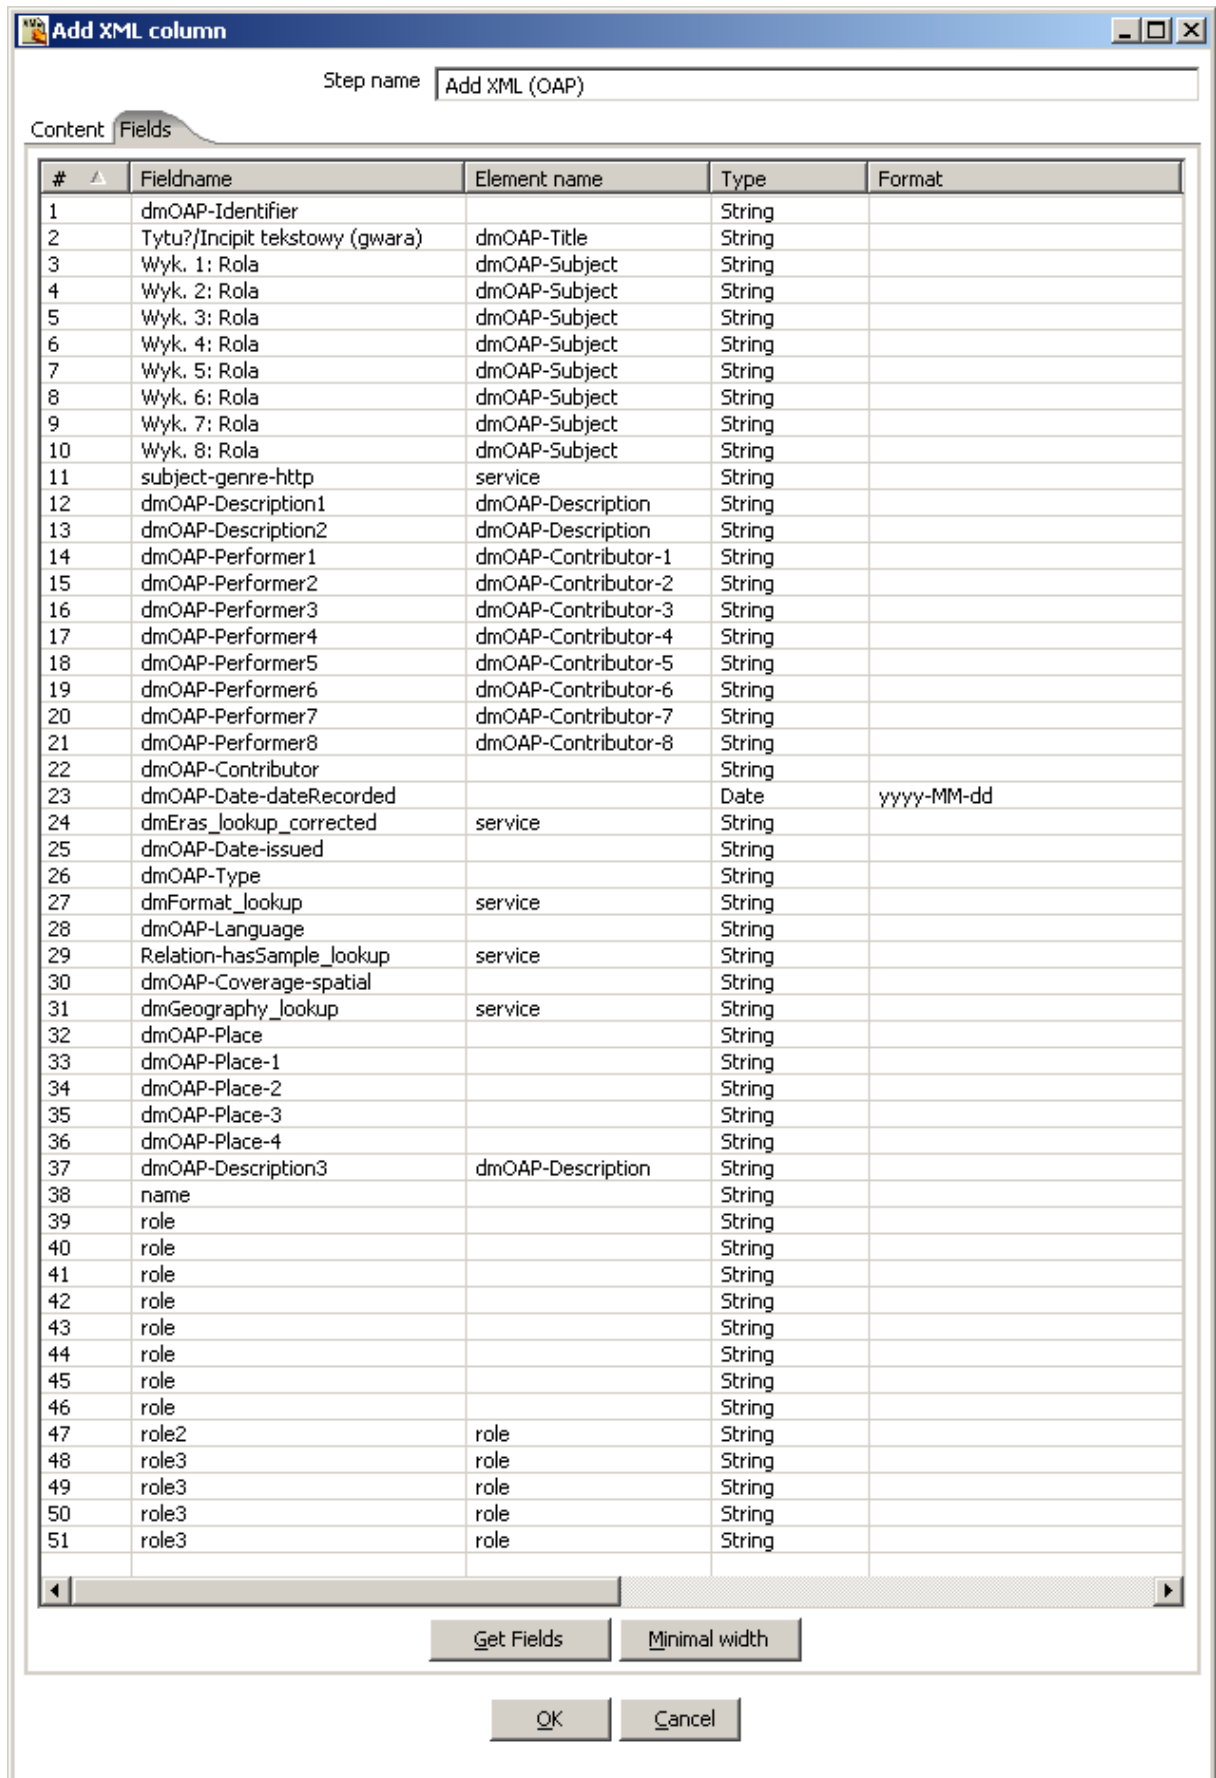 Add XML column
Step name Add XML (OAP)
Content Fields
# Fieldname Element name Type Format
1 dmOAP-Identifier String
2 Tytu?/Incipit tekstowy (gwara) dmOAP-Title String
3 Wyk. 1: Rola dmOAP-Subject String
4 Wyk. 2: Rola dmOAP-Subject String
5 Wyk. 3: Rola dmOAP-Subject String
6 Wyk. 4: Rola dmOAP-Subject String
7 Wyk. 5: Rola dmOAP-Subject String
8 Wyk. 6: Rola dmOAP-Subject String
9 Wyk. 7: Rola dmOAP-Subject String
10 Wyk. 8: Rola dmOAP-Subject String
11 subject-genre-http service String
12 dmOAP-Description1 dmOAP-Description String
13 dmOAP-Description2 dmOAP-Description String
14 dmOAP-Performer1 dmOAP-Contributor-1 String
15 dmOAP-Performer2 dmOAP-Contributor-2 String
16 dmOAP-Performer3 dmOAP-Contributor-3 String
17 dmOAP-Performer4 dmOAP-Contributor-4 String
18 dmOAP-Performer5 dmOAP-Contributor-5 String
19 dmOAP-Performer6 dmOAP-Contributor-6 String
20 dmOAP-Performer7 dmOAP-Contributor-7 String
21 dmOAP-Performer8 dmOAP-Contributor-8 String
22 dmOAP-Contributor String
23 dmOAP-Date-dateRecorded Date yyyy-MM-dd
24 dmEras_lookup_corrected service String
25 dmOAP-Date-issued String
26 dmOAP-Type String
27 dmFormat_lookup service String
28 dmOAP-Language String
29 Relation-hasSample_lookup service String
30 dmOAP-Coverage-spatial String
31 dmGeography_lookup service String
32 dmOAP-Place String
33 dmOAP-Place-1 String
34 dmOAP-Place-2 String
35 dmOAP-Place-3 String
36 dmOAP-Place-4 String
37 dmOAP-Description3 dmOAP-Description String
38 name String
39 role String
40 role String
41 role String
42 role String
43 role String
44 role String
45 role String
46 role String
47 role2 role String
48 role3 role String
49 role3 role String
50 role3 role String
51 role3 role String
Get Fields Minimal width
OK Cancel